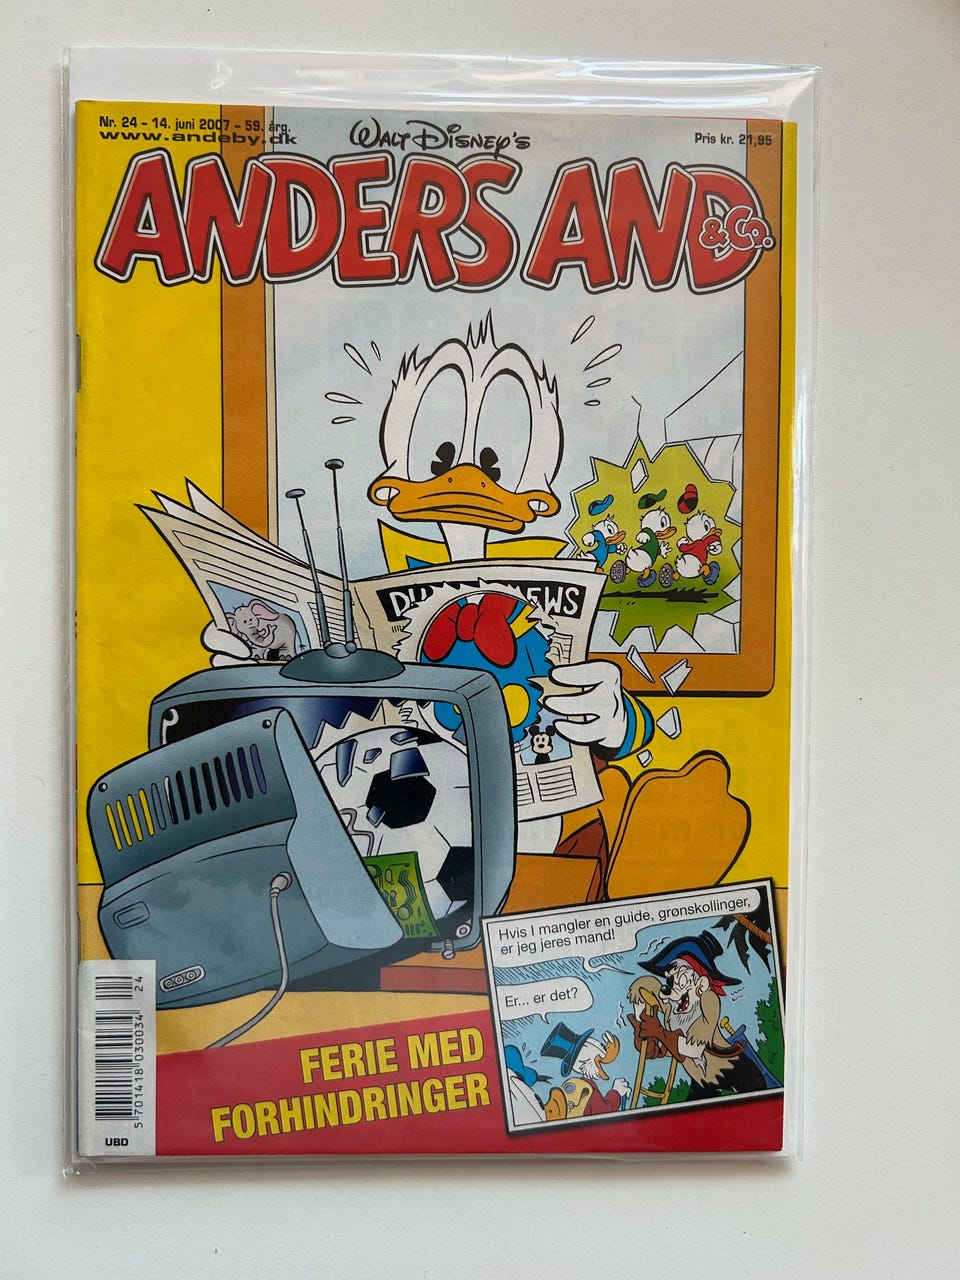 Nr. 24 - 14. juni 2007 - 59. årg.
www.andeby.dk
WALT DISNEY'S
Pris kr. 21,95
ANDERS AND
& Co.
EWS
Hvis I mangler en guide, grønskollinger,
er jeg jeres mand!
Er... er det?
FERIE MED
FORHINDRINGER
24
5 701418 030034
UBD